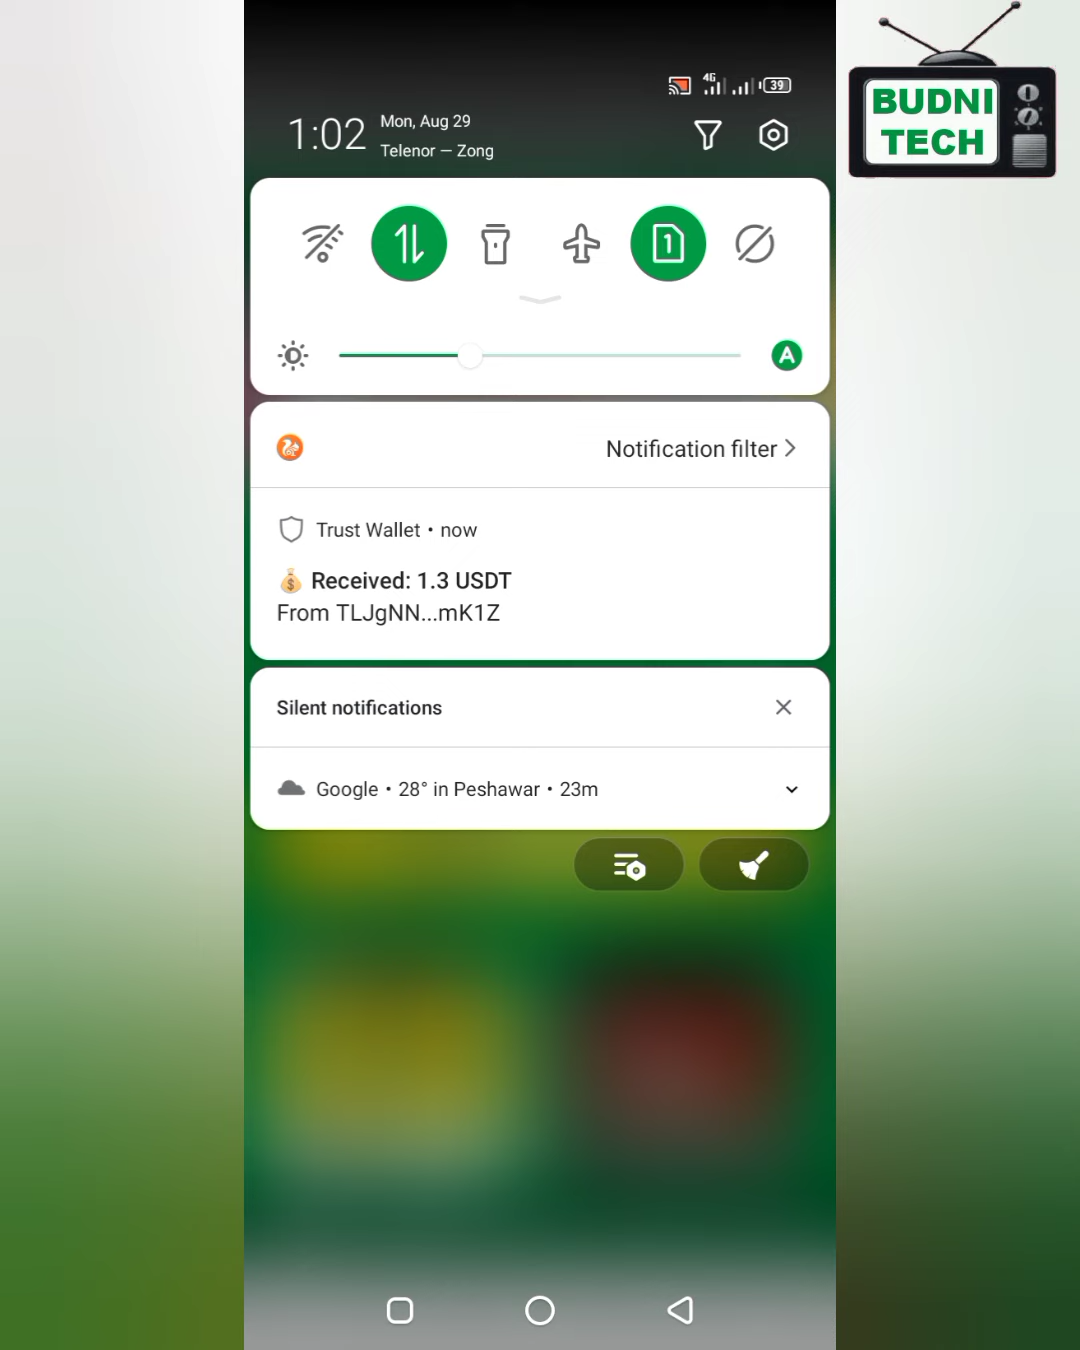 BUDNI
TECH
4G
39
1:02
Mon, Aug 29
Telenor — Zong
1
A
Notification filter
Trust Wallet • now
💰 Received: 1.3 USDT
From TLJgNN...mK1Z
Silent notifications
Google • 28° in Peshawar • 23m